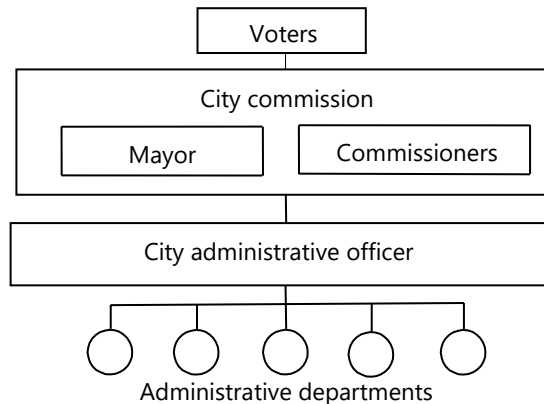 Voters
City commission
Mayor
Commissioners
City administrative officer
Administrative departments